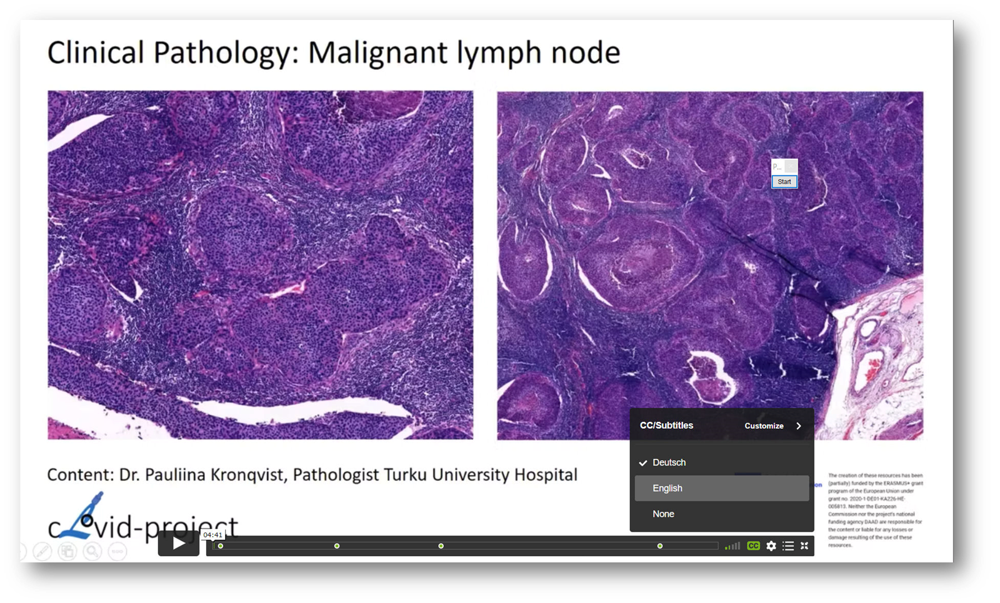 Clinical Pathology: Malignant lymph node
P...
Start
CC/Subtitles Customize
Deutsch
English
None
Content: Dr. Pauliina Kronqvist, Pathologist Turku University Hospital
The creation of these resources has been
(partially) funded by the ERASMUS+ grant
program of the European Union under
grant no. 2020-1-DE01-KA226-HE-
005813. Neither the European
Commission nor the project's national
funding agency DAAD are responsible for
the content or liable for any losses or
damage resulting of the use of these
resources.
cLovid-project
04:41
CC